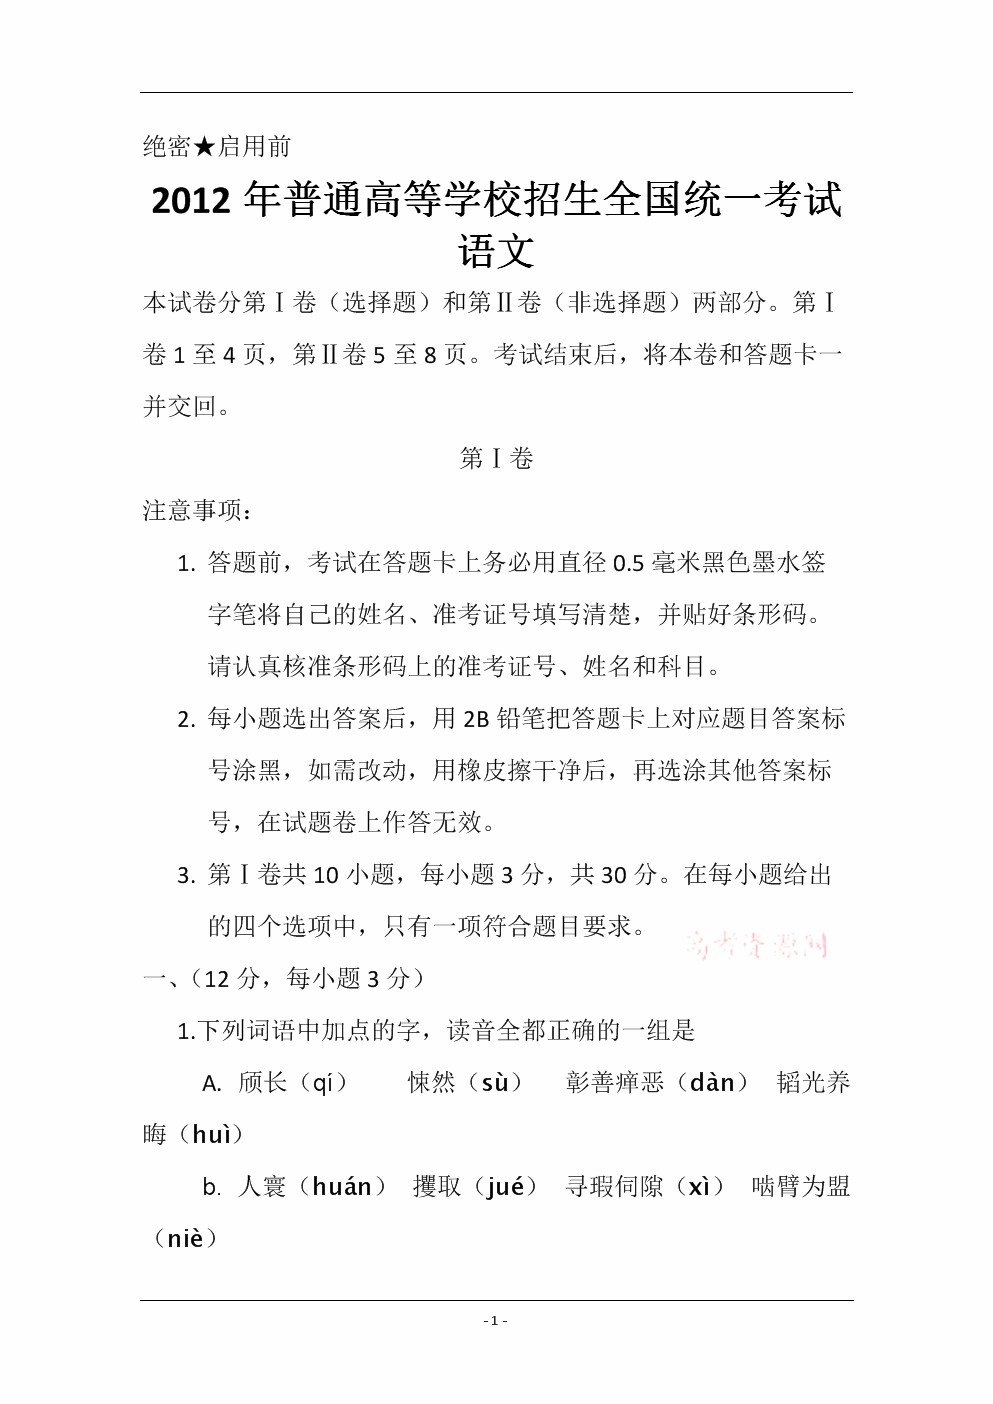 绝密★启用前
2012 年普通高等学校招生全国统一考试
语文
本试卷分第Ⅰ卷（选择题）和第Ⅱ卷（非选择题）两部分。第Ⅰ
卷 1 至 4 页，第Ⅱ卷 5 至 8 页。考试结束后，将本卷和答题卡一
并交回。
第Ⅰ卷
注意事项：
1. 答题前，考试在答题卡上务必用直径 0.5 毫米黑色墨水签
字笔将自己的姓名、准考证号填写清楚，并贴好条形码。
请认真核准条形码上的准考证号、姓名和科目。
2. 每小题选出答案后，用 2B 铅笔把答题卡上对应题目答案标
号涂黑，如需改动，用橡皮擦干净后，再选涂其他答案标
号，在试题卷上作答无效。
3. 第Ⅰ卷共 10 小题，每小题 3 分，共 30 分。在每小题给出
的四个选项中，只有一项符合题目要求。
高考资源网
一、（12 分，每小题 3 分）
1.下列词语中加点的字，读音全都正确的一组是
A. 颀长（qí） 悚然（sù） 彰善瘅恶（dàn） 韬光养
晦（huì）
b. 人寰（huán） 攫取（jué） 寻瑕伺隙（xì） 啮臂为盟
（niè）
- 1 -